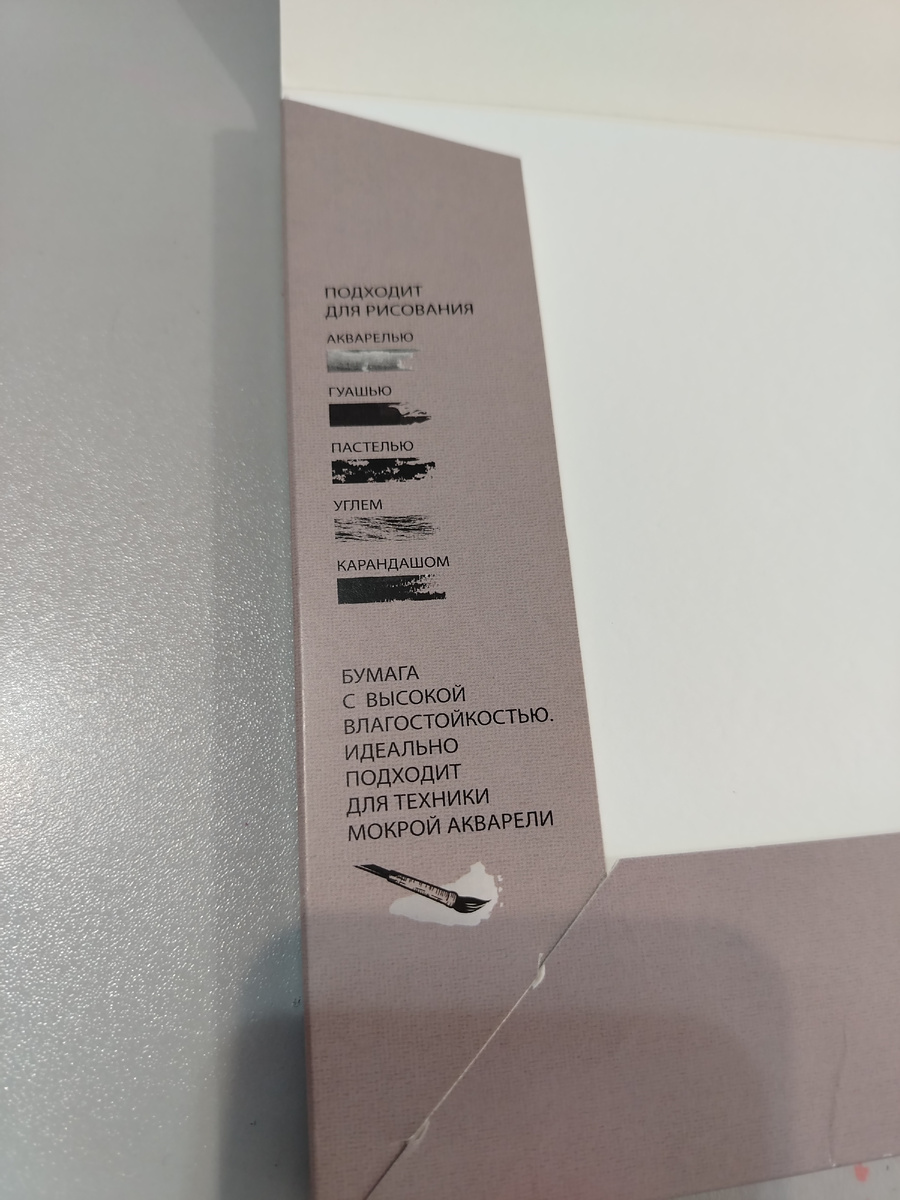 ПОДХОДИТ
ДЛЯ РИСОВАНИЯ
АКВАРЕЛЬЮ
ГУАШЬЮ
ПАСТЕЛЬЮ
УГЛЕМ
КАРАНДАШОМ
БУМАГА
С ВЫСОКОЙ
ВЛАГОСТОЙКОСТЬЮ.
ИДЕАЛЬНО
ПОДХОДИТ
ДЛЯ ТЕХНИКИ
МОКРОЙ АКВАРЕЛИ